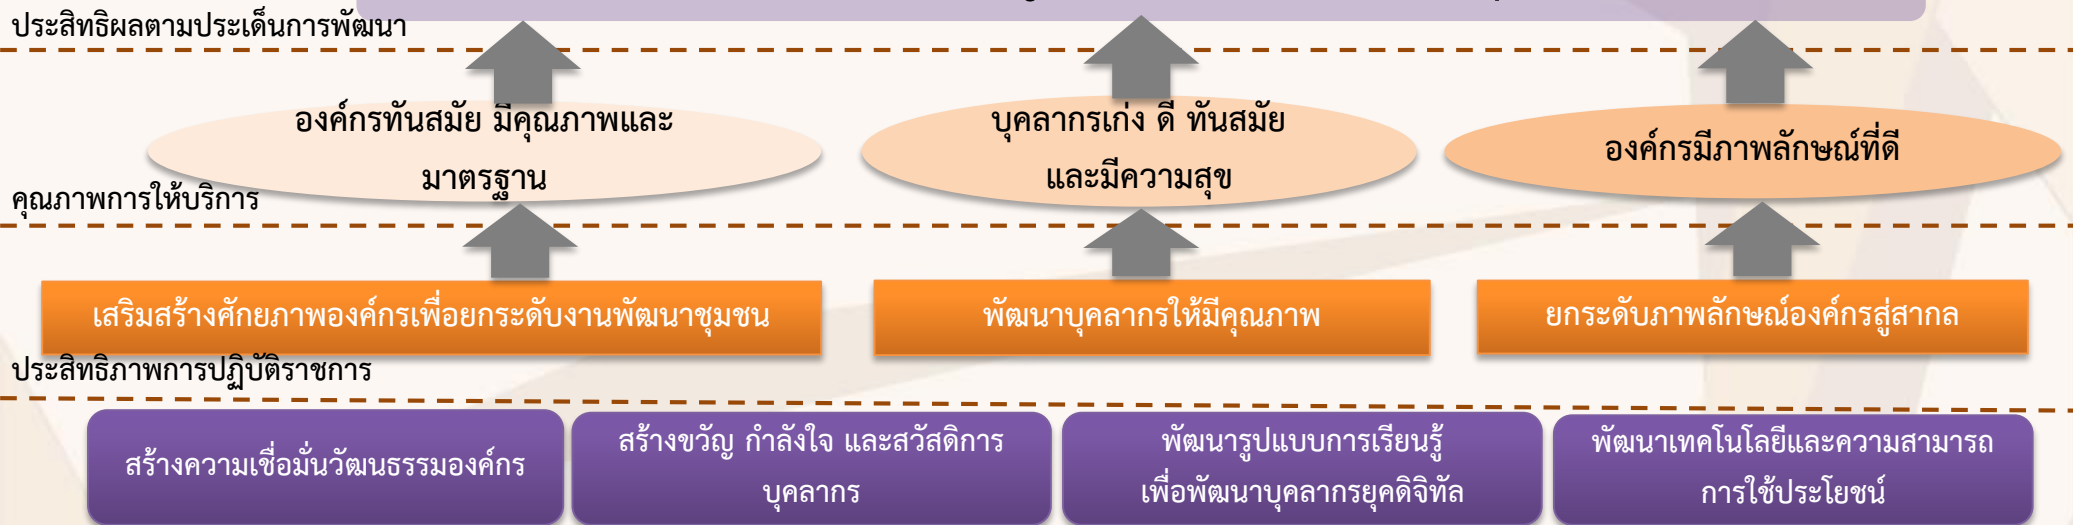 ประสิทธิผลตามประเด็นการพัฒนา
องค์กรทันสมัย มีคุณภาพและ
มาตรฐาน
บุคลากรเก่ง ดี ทันสมัย
และมีความสุข
องค์กรมีภาพลักษณ์ที่ดี
คุณภาพการให้บริการ
เสริมสร้างศักยภาพองค์กรเพื่อยกระดับงานพัฒนาชุมชน
พัฒนาบุคลากรให้มีคุณภาพ
ยกระดับภาพลักษณ์องค์กรสู่สากล
ประสิทธิภาพการปฏิบัติราชการ
สร้างความเชื่อมั่นวัฒนธรรมองค์กร
สร้างขวัญ กำลังใจ และสวัสดิการ
บุคลากร
พัฒนารูปแบบการเรียนรู้
เพื่อพัฒนาบุคลากรยุคดิจิทัล
พัฒนาเทคโนโลยีและความสามารถ
การใช้ประโยชน์